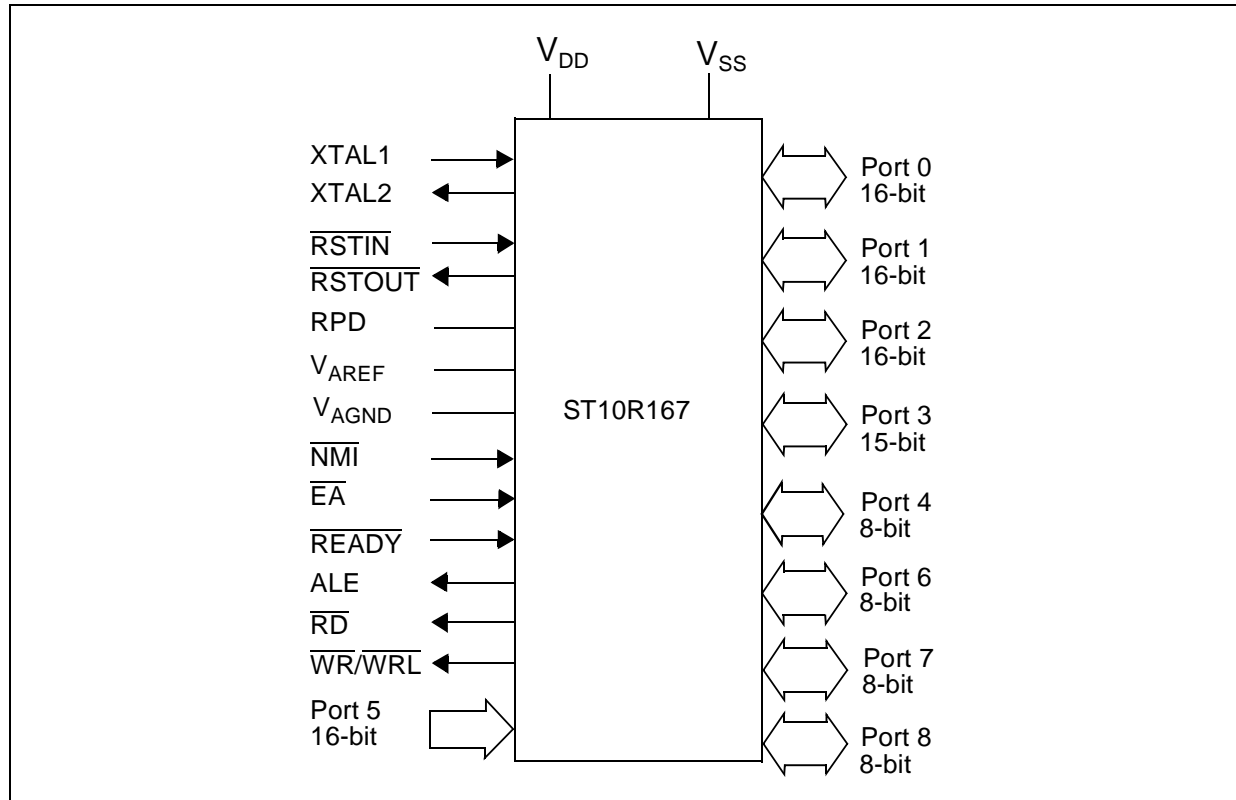 VDD
VSS
XTAL1
XTAL2
RSTIN
RSTOUT
RPD
VAREF
VAGND
NMI
EA
READY
ALE
RD
WR/WRL
Port 5
16-bit
ST10R167
Port 0
16-bit
Port 1
16-bit
Port 2
16-bit
Port 3
15-bit
Port 4
8-bit
Port 6
8-bit
Port 7
8-bit
Port 8
8-bit